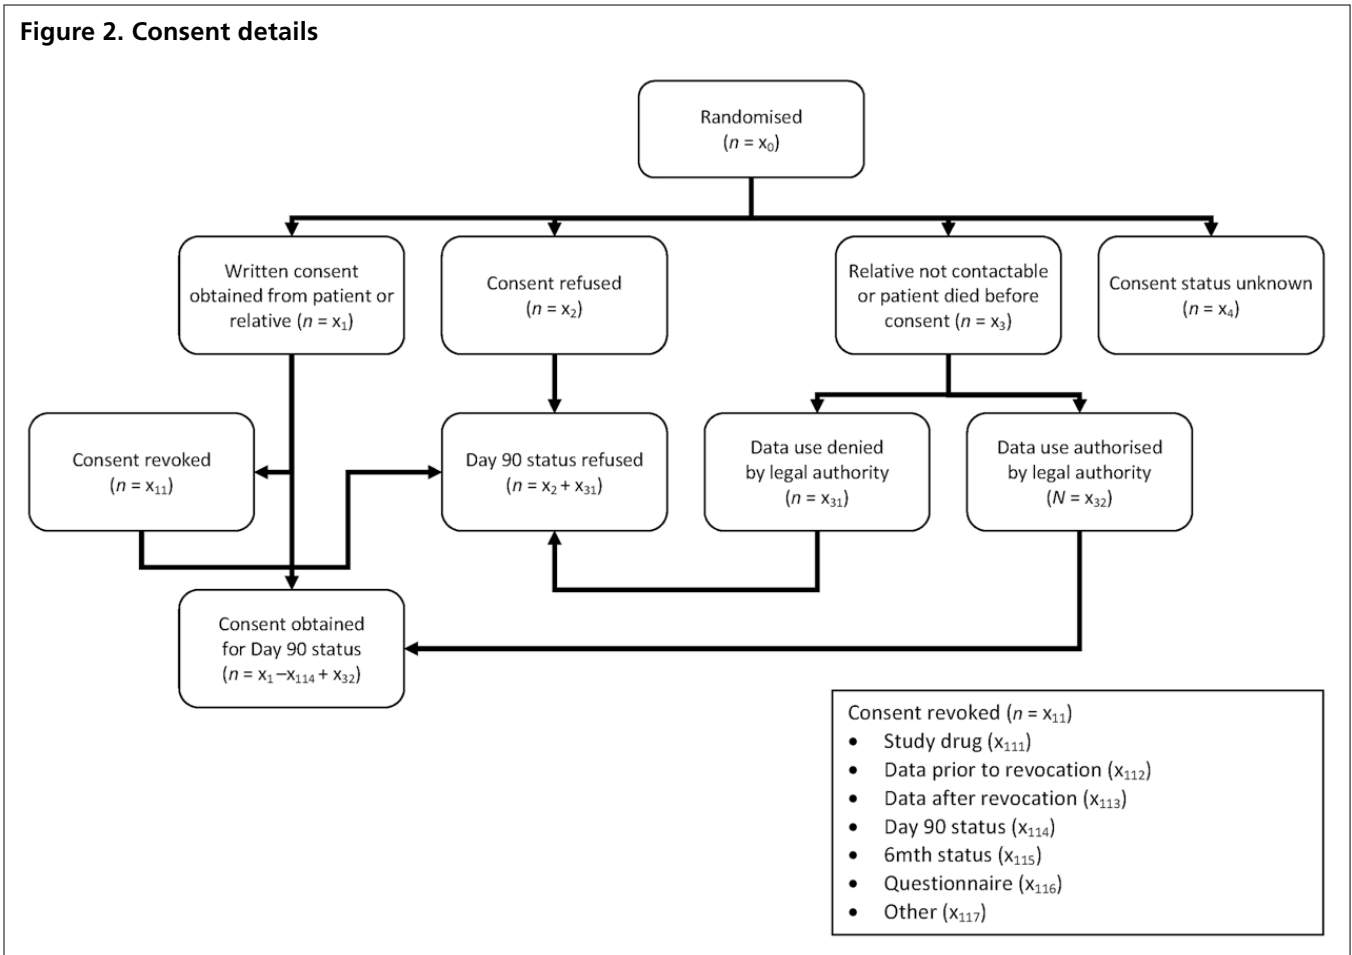 Figure 2. Consent details
Randomised
(n = x₀)
Written consent
obtained from patient or
relative (n = x₁)
Consent refused
(n = x₂)
Relative not contactable
or patient died before
consent (n = x₃)
Consent status unknown
(n = x₄)
Consent revoked
(n = x₁₁)
Day 90 status refused
(n = x₂ + x₃₁)
Data use denied
by legal authority
(n = x₃₁)
Data use authorised
by legal authority
(N = x₃₂)
Consent obtained
for Day 90 status
(n = x₁–x₁₁₄ + x₃₂)
Consent revoked (n = x₁₁)
• Study drug (x₁₁₁)
• Data prior to revocation (x₁₁₂)
• Data after revocation (x₁₁₃)
• Day 90 status (x₁₁₄)
• 6mth status (x₁₁₅)
• Questionnaire (x₁₁₆)
• Other (x₁₁₇)